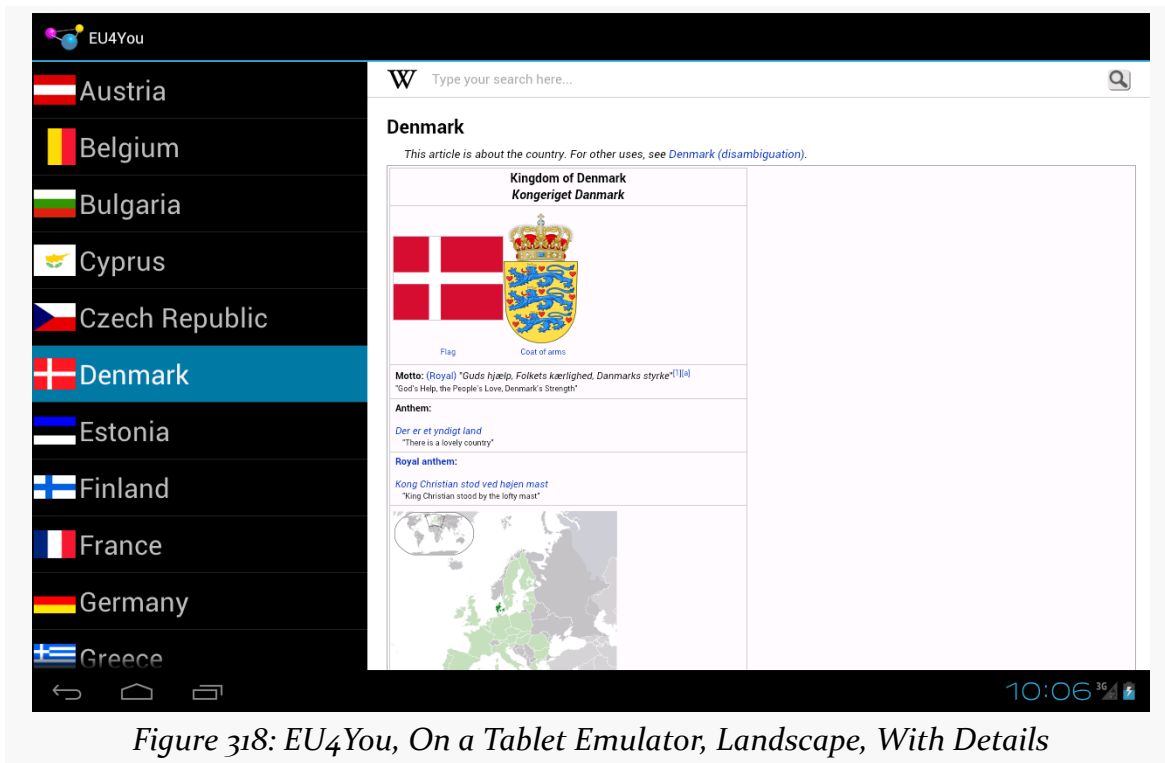 EU4You
Austria
Belgium
Bulgaria
Cyprus
Czech Republic
Denmark
Estonia
Finland
France
Germany
Greece
W Type your search here...
Denmark
This article is about the country. For other uses, see Denmark (disambiguation).
Kingdom of Denmark
Kongeriget Danmark
Flag Coat of arms
Motto: (Royal) "Guds hjælp, Folkets kærlighed, Danmarks styrke"[1][a]
"God's Help, the People's Love, Denmark's Strength"
Anthem:
Der er et yndigt land
"There is a lovely country"
Royal anthem:
Kong Christian stod ved højen mast
"King Christian stood by the lofty mast"
10:06 3G
Figure 318: EU4You, On a Tablet Emulator, Landscape, With Details